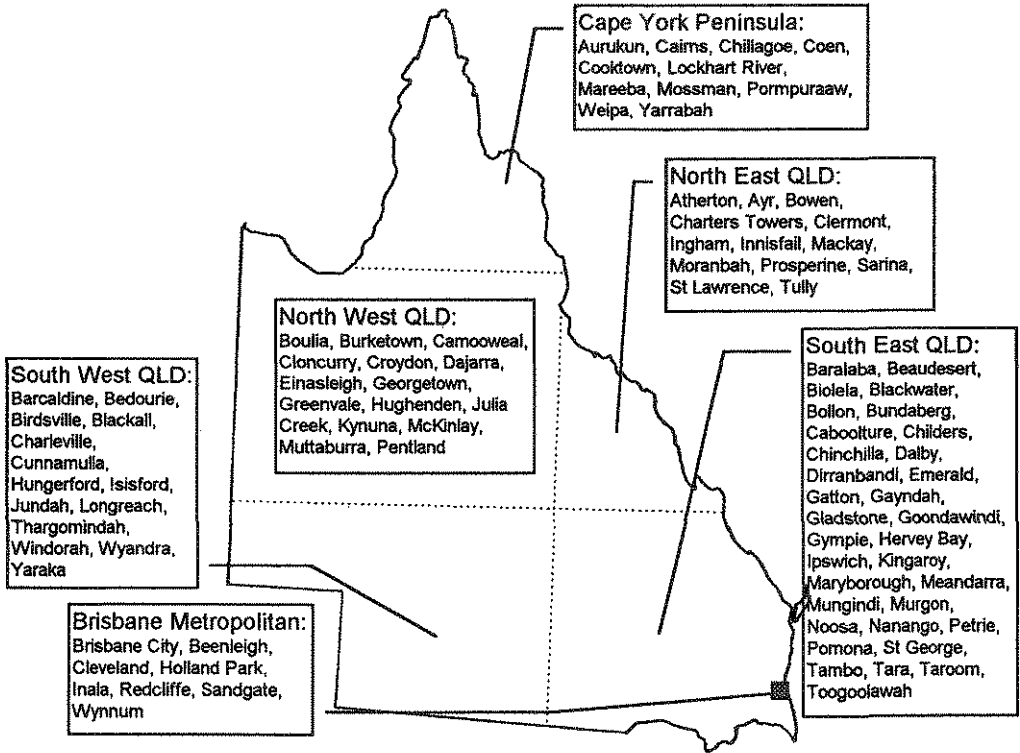 Cape York Peninsula:
Aurukun, Cairns, Chillagoe, Coen,
Cooktown, Lockhart River,
Mareeba, Mossman, Pormpuraaw,
Weipa, Yarrabah
North East QLD:
Atherton, Ayr, Bowen,
Charters Towers, Clermont,
Ingham, Innisfail, Mackay,
Moranbah, Prosperine, Sarina,
St Lawrence, Tully
North West QLD:
Boulia, Burketown, Camooweal,
Cloncurry, Croydon, Dajarra,
Einasleigh, Georgetown,
Greenvale, Hughenden, Julia
Creek, Kynuna, McKinlay,
Muttaburra, Pentland
South East QLD:
Baralaba, Beaudesert,
Biolela, Blackwater,
Bollon, Bundaberg,
Caboolture, Childers,
Chinchilla, Dalby,
Dirranbandi, Emerald,
Gatton, Gayndah,
Gladstone, Goondawindi,
Gympie, Hervey Bay,
Ipswich, Kingaroy,
Maryborough, Meandarra,
Mungindi, Murgon,
Noosa, Nanango, Petrie,
Pomona, St George,
Tambo, Tara, Taroom,
Toogoolawah
South West QLD:
Barcaldine, Bedourie,
Birdsville, Blackall,
Charleville,
Cunnamulla,
Hungerford, Isisford,
Jundah, Longreach,
Thargomindah,
Windorah, Wyandra,
Yaraka
Brisbane Metropolitan:
Brisbane City, Beenleigh,
Cleveland, Holland Park,
Inala, Redcliffe, Sandgate,
Wynnum